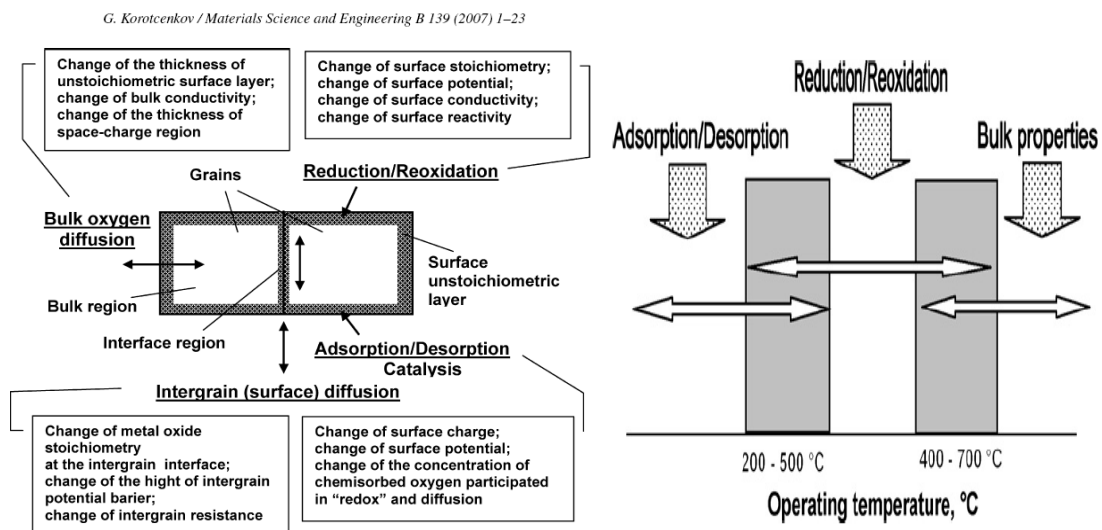 G. Korotcenkov / Materials Science and Engineering B 139 (2007) 1–23
Change of the thickness of
unstoichiometric surface layer;
change of bulk conductivity;
change of the thickness of
space-charge region
Change of surface stoichiometry;
change of surface potential;
change of surface conductivity;
change of surface reactivity
Grains
Reduction/Reoxidation
Bulk oxygen
diffusion
Surface
unstoichiometric
layer
Bulk region
Interface region
Adsorption/Desorption
Catalysis
Intergrain (surface) diffusion
Change of metal oxide
stoichiometry
at the intergrain interface;
change of the hight of intergrain
potential barier;
change of intergrain resistance
Change of surface charge;
change of surface potential;
change of the concentration of
chemisorbed oxygen participated
in “redox” and diffusion
Reduction/Reoxidation
Adsorption/Desorption
Bulk properties
200 - 500 °C
400 - 700 °C
Operating temperature, °C